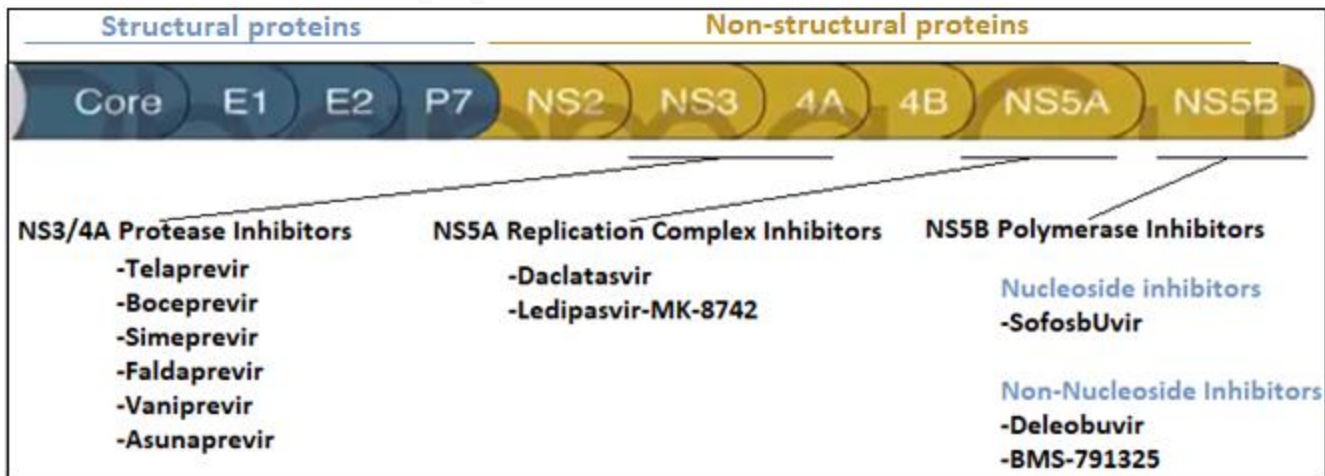 Structural proteins
Non-structural proteins
Core E1 E2 P7 NS2 NS3 4A 4B NS5A NS5B
NS3/4A Protease Inhibitors
-Telaprevir
-Boceprevir
-Simeprevir
-Faldaprevir
-Vaniprevir
-Asunaprevir
NS5A Replication Complex Inhibitors
-Daclatasvir
-Ledipasvir-MK-8742
NS5B Polymerase Inhibitors
Nucleoside inhibitors
-SofosbUvir
Non-Nucleoside Inhibitors
-Deleobuvir
-BMS-791325